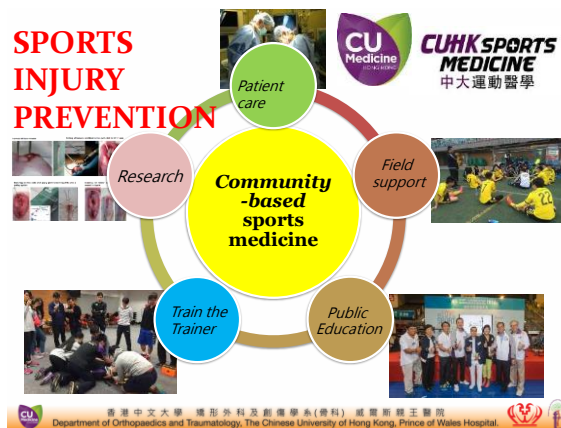 SPORTS
INJURY
PREVENTION
CU
Medicine
HONG KONG
CUHK SPORTS
MEDICINE
中大運動醫學
Patient
care
Research
Field
support
Community
-based
sports
medicine
Train the
Trainer
Public
Education
CU
Medicine
香港中文大學 矯形外科及創傷學系(骨科) 威爾斯親王醫院
Department of Orthopaedics and Traumatology, The Chinese University of Hong Kong, Prince of Wales Hospital.